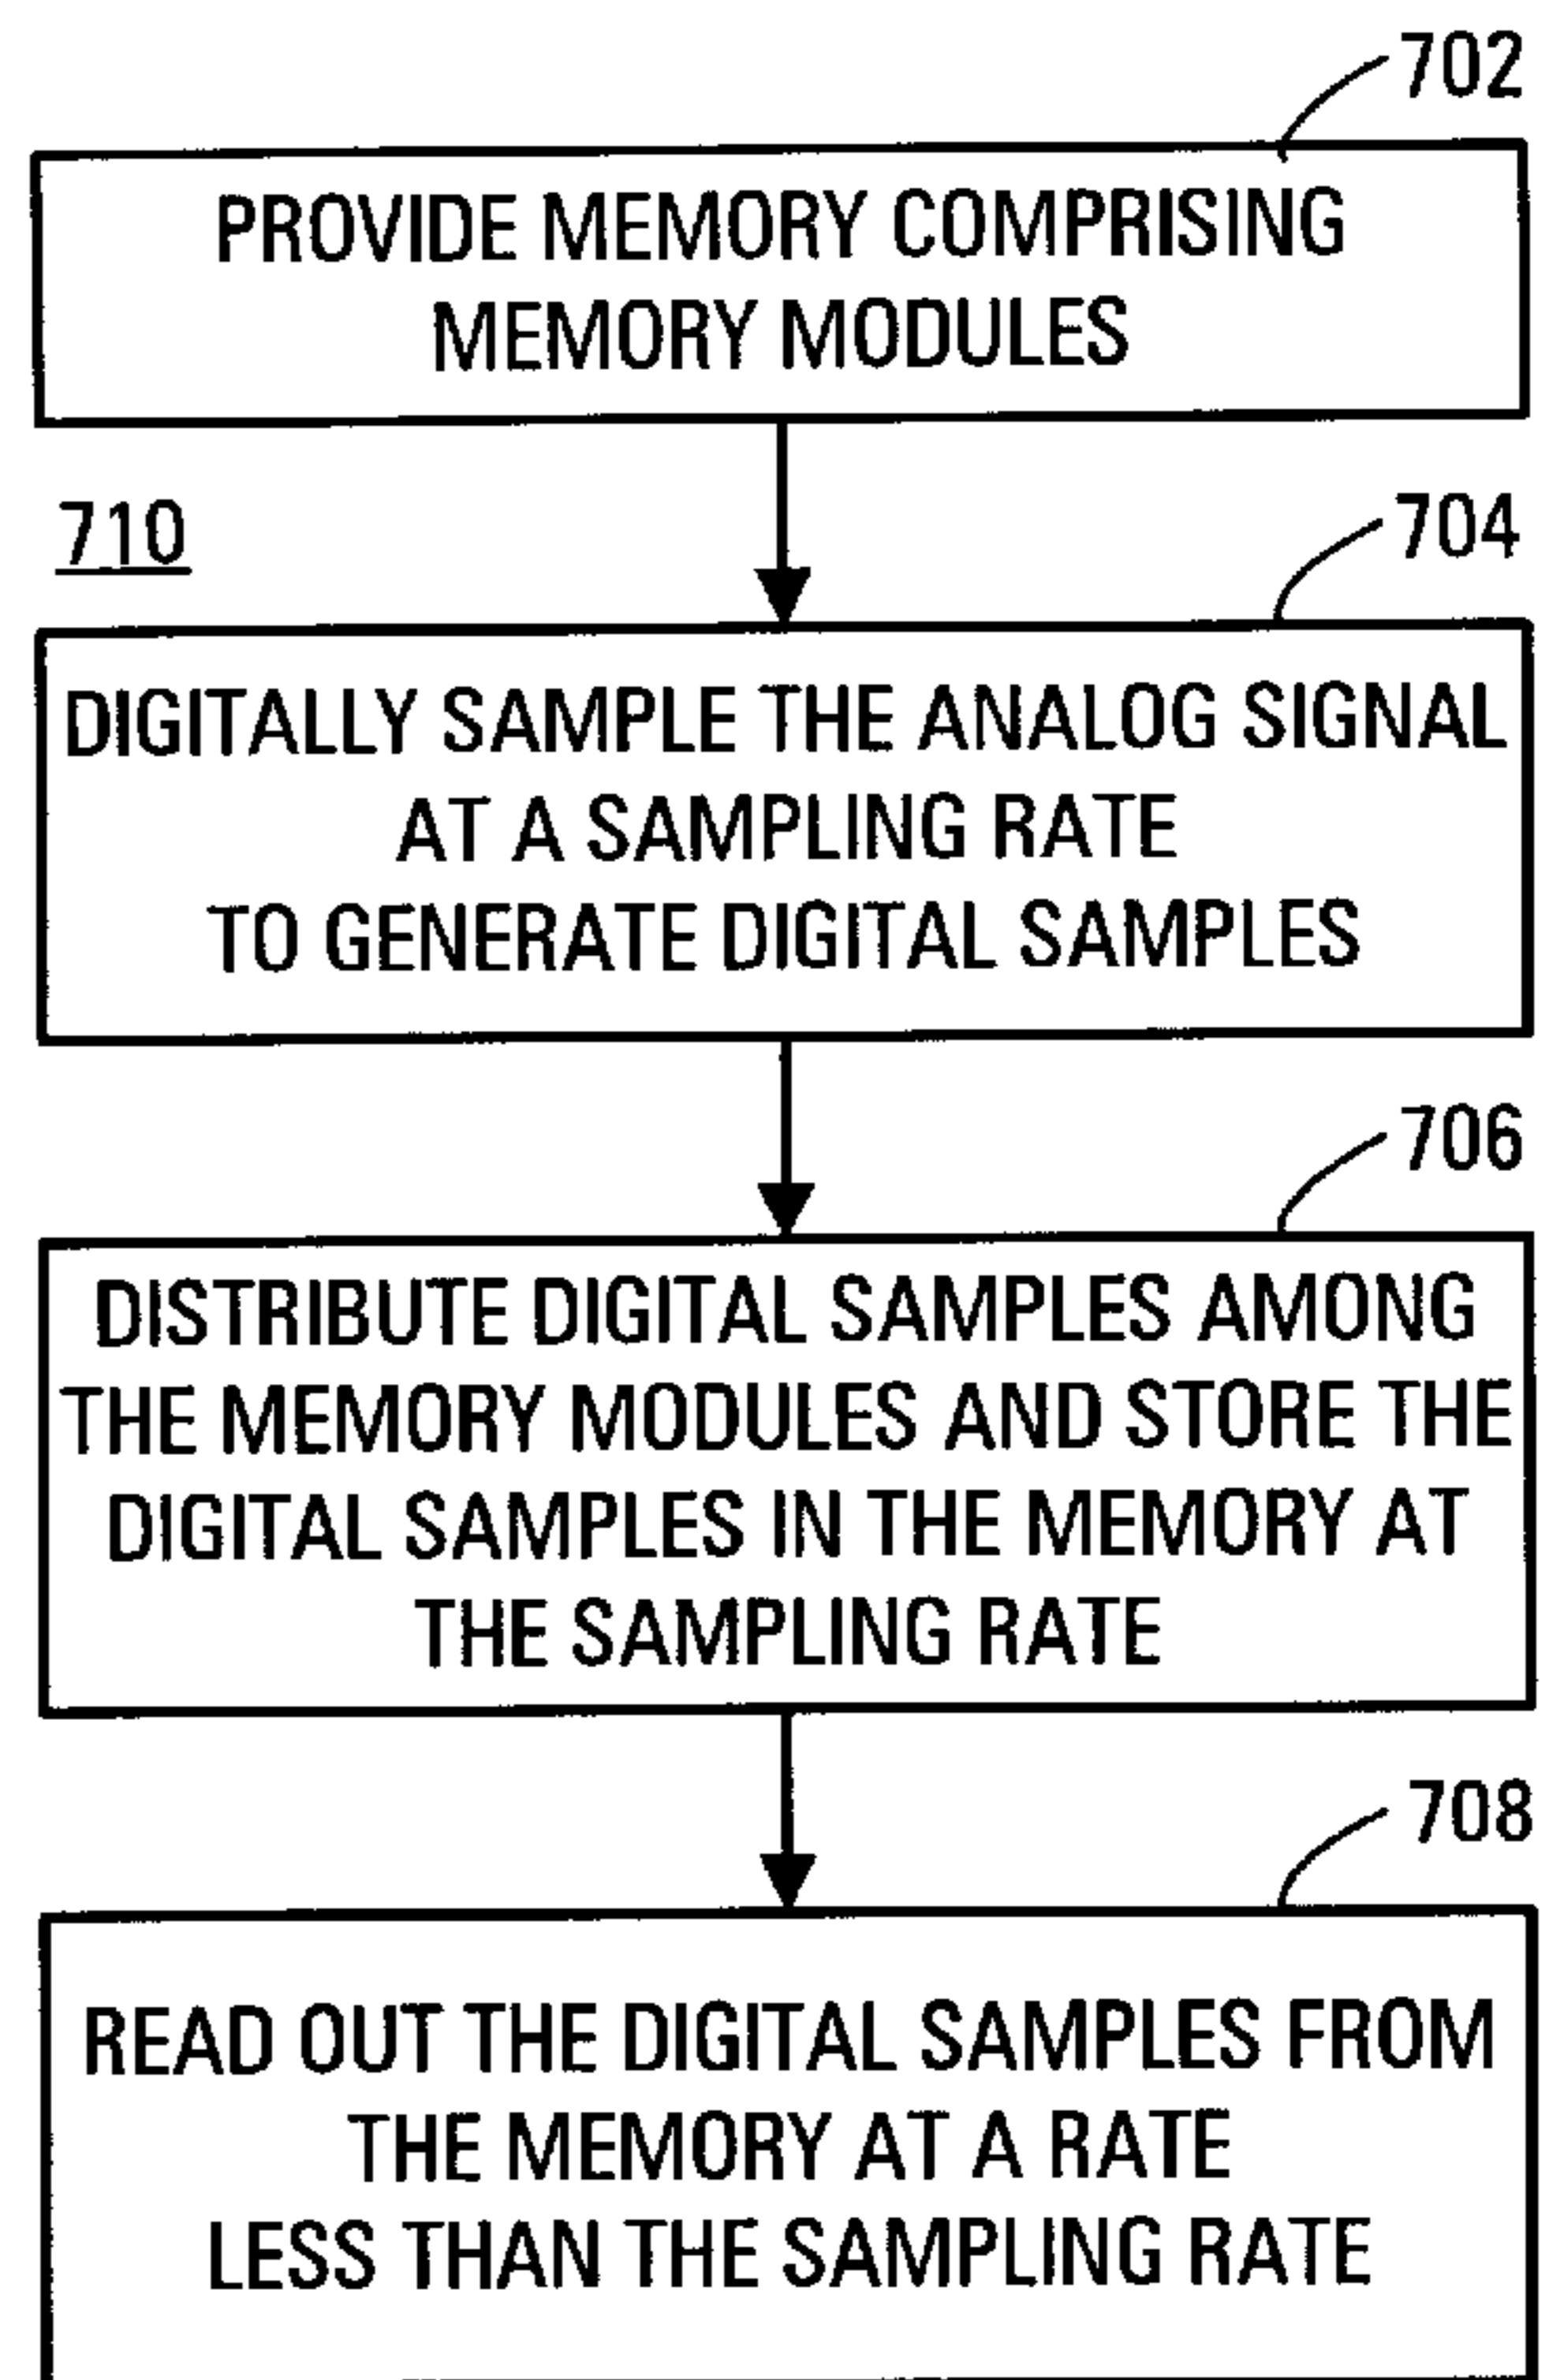 702
PROVIDE MEMORY COMPRISING
MEMORY MODULES
710
704
DIGITALLY SAMPLE THE ANALOG SIGNAL
AT A SAMPLING RATE
TO GENERATE DIGITAL SAMPLES
706
DISTRIBUTE DIGITAL SAMPLES AMONG
THE MEMORY MODULES AND STORE THE
DIGITAL SAMPLES IN THE MEMORY AT
THE SAMPLING RATE
708
READ OUT THE DIGITAL SAMPLES FROM
THE MEMORY AT A RATE
LESS THAN THE SAMPLING RATE